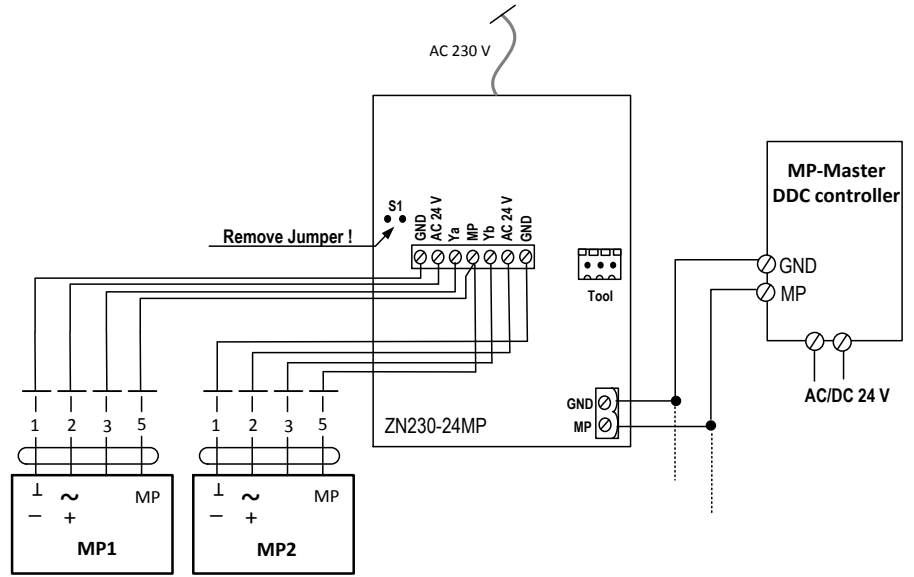 AC 230 V
MP-Master
DDC controller
S1
Remove Jumper !
GND
AC 24 V
Ya
MP
Yb
AC 24 V
GND
Tool
GND
MP
AC/DC 24 V
GND
MP
ZN230-24MP
1 2 3 5
1 2 3 5
⊥ ~ MP
– +
MP1
⊥ ~ MP
– +
MP2